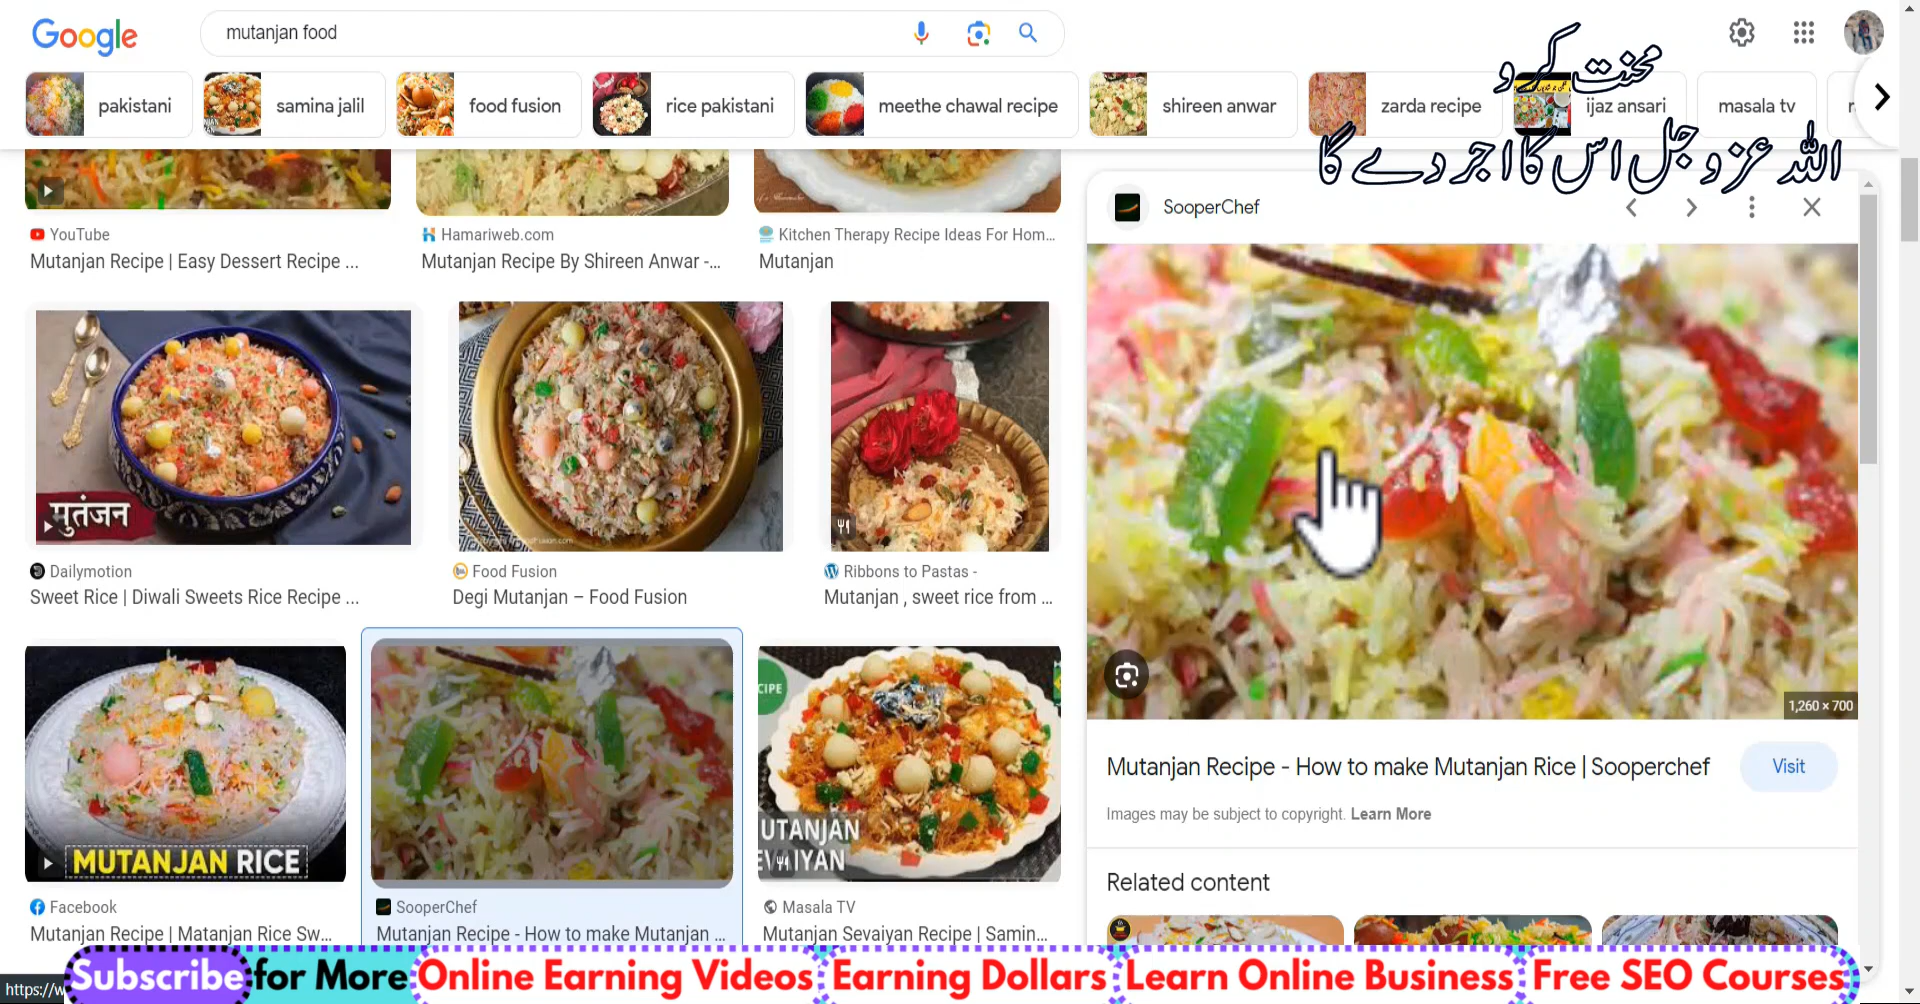 Google
mutanjan food
محنت کرو
اللہ عزوجل اس کا اجر دے گا
pakistani
samina jalil
food fusion
rice pakistani
meethe chawal recipe
shireen anwar
zarda recipe
ijaz ansari
masala tv
YouTube
Mutanjan Recipe | Easy Dessert Recipe ...
Hamariweb.com
Mutanjan Recipe By Shireen Anwar -...
Kitchen Therapy Recipe Ideas For Hom...
Mutanjan
मुतंजन
Dailymotion
Sweet Rice | Diwali Sweets Rice Recipe ...
Food Fusion
Degi Mutanjan – Food Fusion
Ribbons to Pastas -
Mutanjan , sweet rice from ...
MUTANJAN RICE
Facebook
Mutanjan Recipe | Matanjan Rice Sw...
SooperChef
Mutanjan Recipe - How to make Mutanjan ...
CIPE
UTANJAN
Masala TV
Mutanjan Sevaiyan Recipe | Samin...
SooperChef
1,260 × 700
Mutanjan Recipe - How to make Mutanjan Rice | Sooperchef
Visit
Images may be subject to copyright. Learn More
Related content
https://w
Subscribe for More Online Earning Videos Earning Dollars Learn Online Business Free SEO Courses